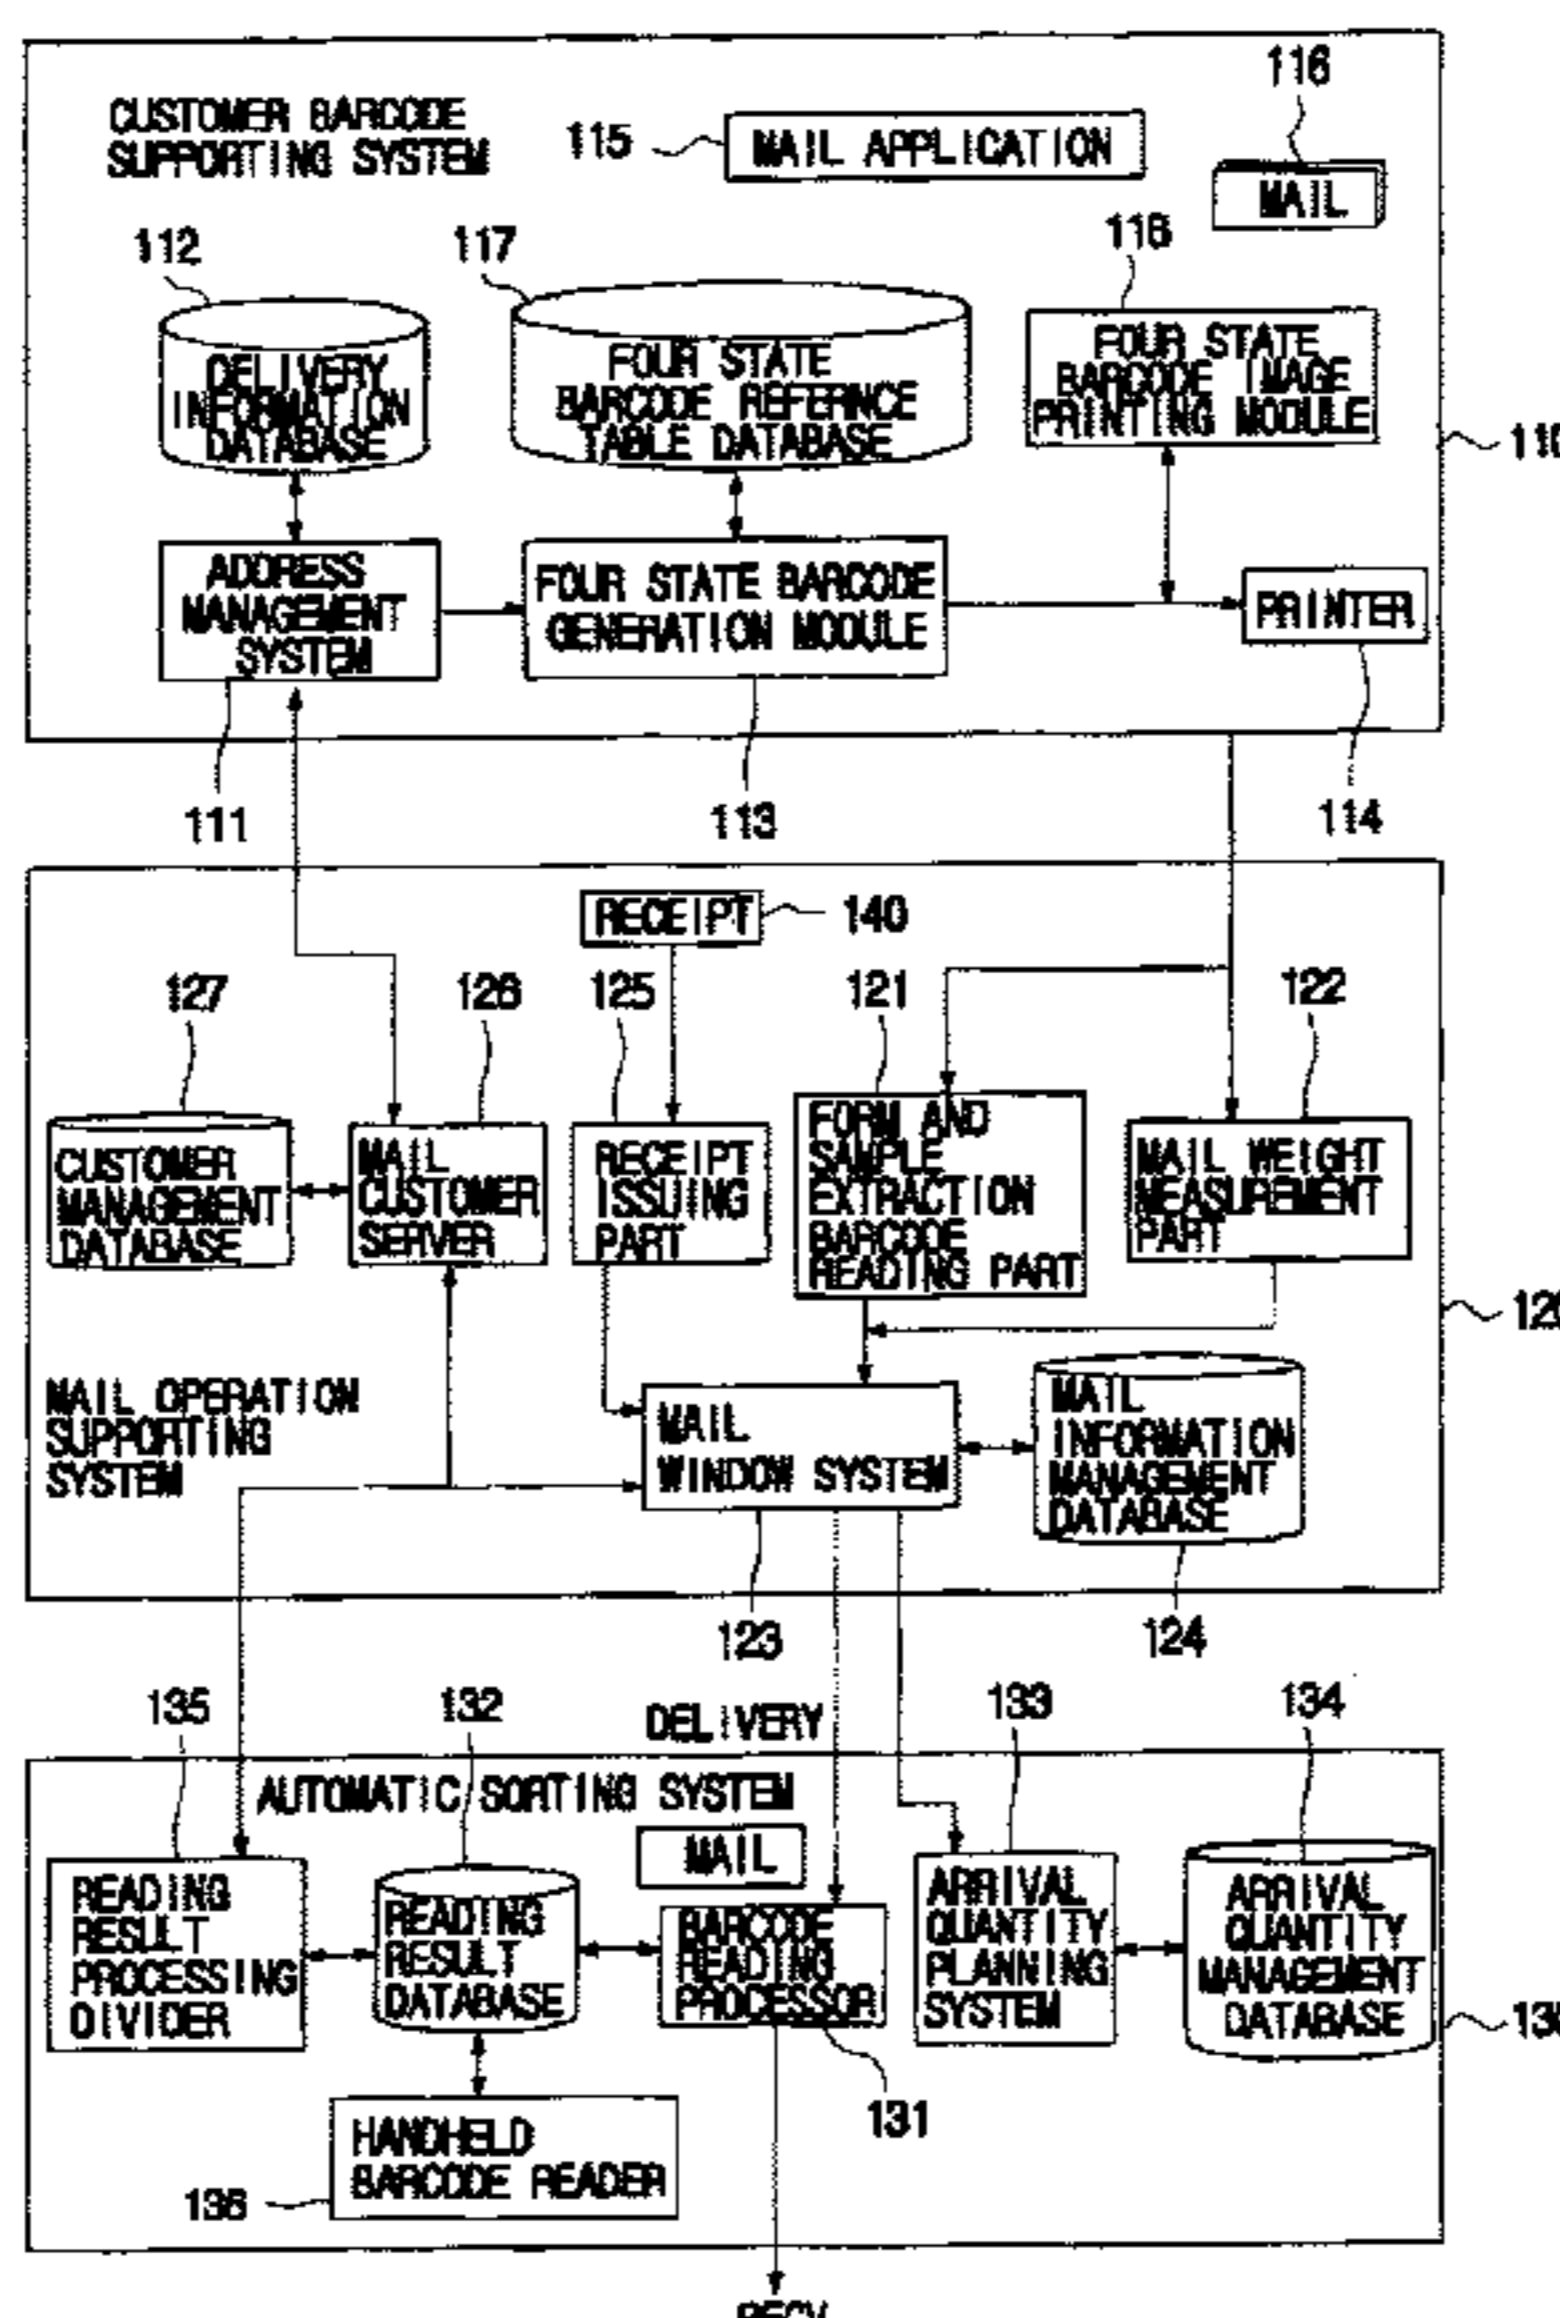 116
CUSTOMER BARCODE
SUPPORTING SYSTEM
115
MAIL APPLICATION
MAIL
112
117
116
DELIVERY
INFORMATION
DATABASE
FOUR STATE
BARCODE REFERNCE
TABLE DATABASE
FOUR STATE
BARCODE IMAGE
PRINTING MODULE
ADDRESS
MANAGEMENT
SYSTEM
FOUR STATE BARCODE
GENERATION MODULE
PRINTER
111
113
114
RECEIPT
140
127
126
125
121
122
CUSTOMER
MANAGEMENT
DATABASE
MAIL
CUSTOMER
SERVER
RECEIPT
ISSUING
PART
FORM AND
SAMPLE
EXTRACTION
BARCODE
READING PART
MAIL WEIGHT
MEASUREMENT
PART
MAIL OPERATION
SUPPORTING
SYSTEM
MAIL
WINDOW SYSTEM
MAIL
INFORMATION
MANAGEMENT
DATABASE
123
124
135
132
DELIVERY
133
134
AUTOMATIC SORTING SYSTEM
MAIL
READING
RESULT
PROCESSING
DIVIDER
READING
RESULT
DATABASE
BARCODE
READING
PROCESSOR
ARRIVAL
QUANTITY
PLANNING
SYSTEM
ARRIVAL
QUANTITY
MANAGEMENT
DATABASE
131
HANDHELD
BARCODE READER
136